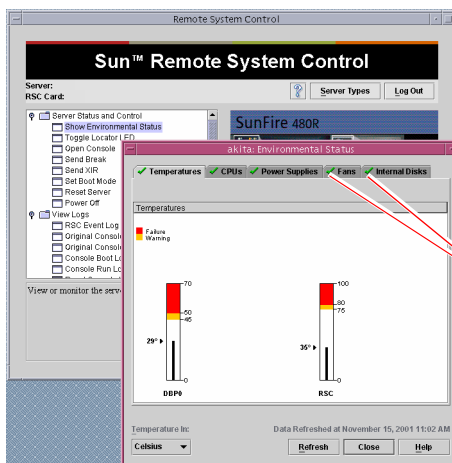 Remote System Control
Sun™ Remote System Control
Server:
RSC Card:
Server Types
Log Out
Server Status and Control
Show Environmental Status
Toggle Locator LED
Open Console
Send Break
Send XIR
Set Boot Mode
Reset Server
Power Off
View Logs
RSC Event Log
Original Console
Original Console
Console Boot Lo
Console Run Lo
View or monitor the serve
SunFire 480R
akita: Environmental Status
Temperatures
CPUs
Power Supplies
Fans
Internal Disks
Temperatures
Failure
Warning
70
50
45
29°
0
DBP0
100
80
75
35°
0
RSC
Temperature In:
Data Refreshed at November 15, 2001 11:02 AM
Celsius
Refresh
Close
Help